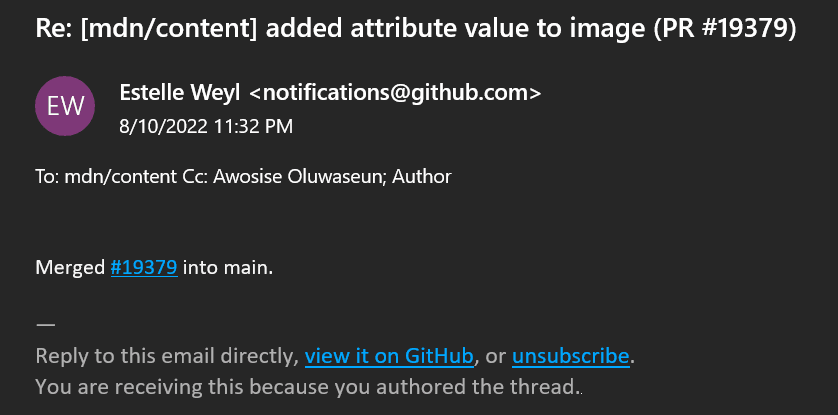 Re: [mdn/content] added attribute value to image (PR #19379)
EW
Estelle Weyl <notifications@github.com>
8/10/2022 11:32 PM
To: mdn/content Cc: Awosise Oluwaseun; Author
Merged #19379 into main.
—
Reply to this email directly, view it on GitHub, or unsubscribe.
You are receiving this because you authored the thread.